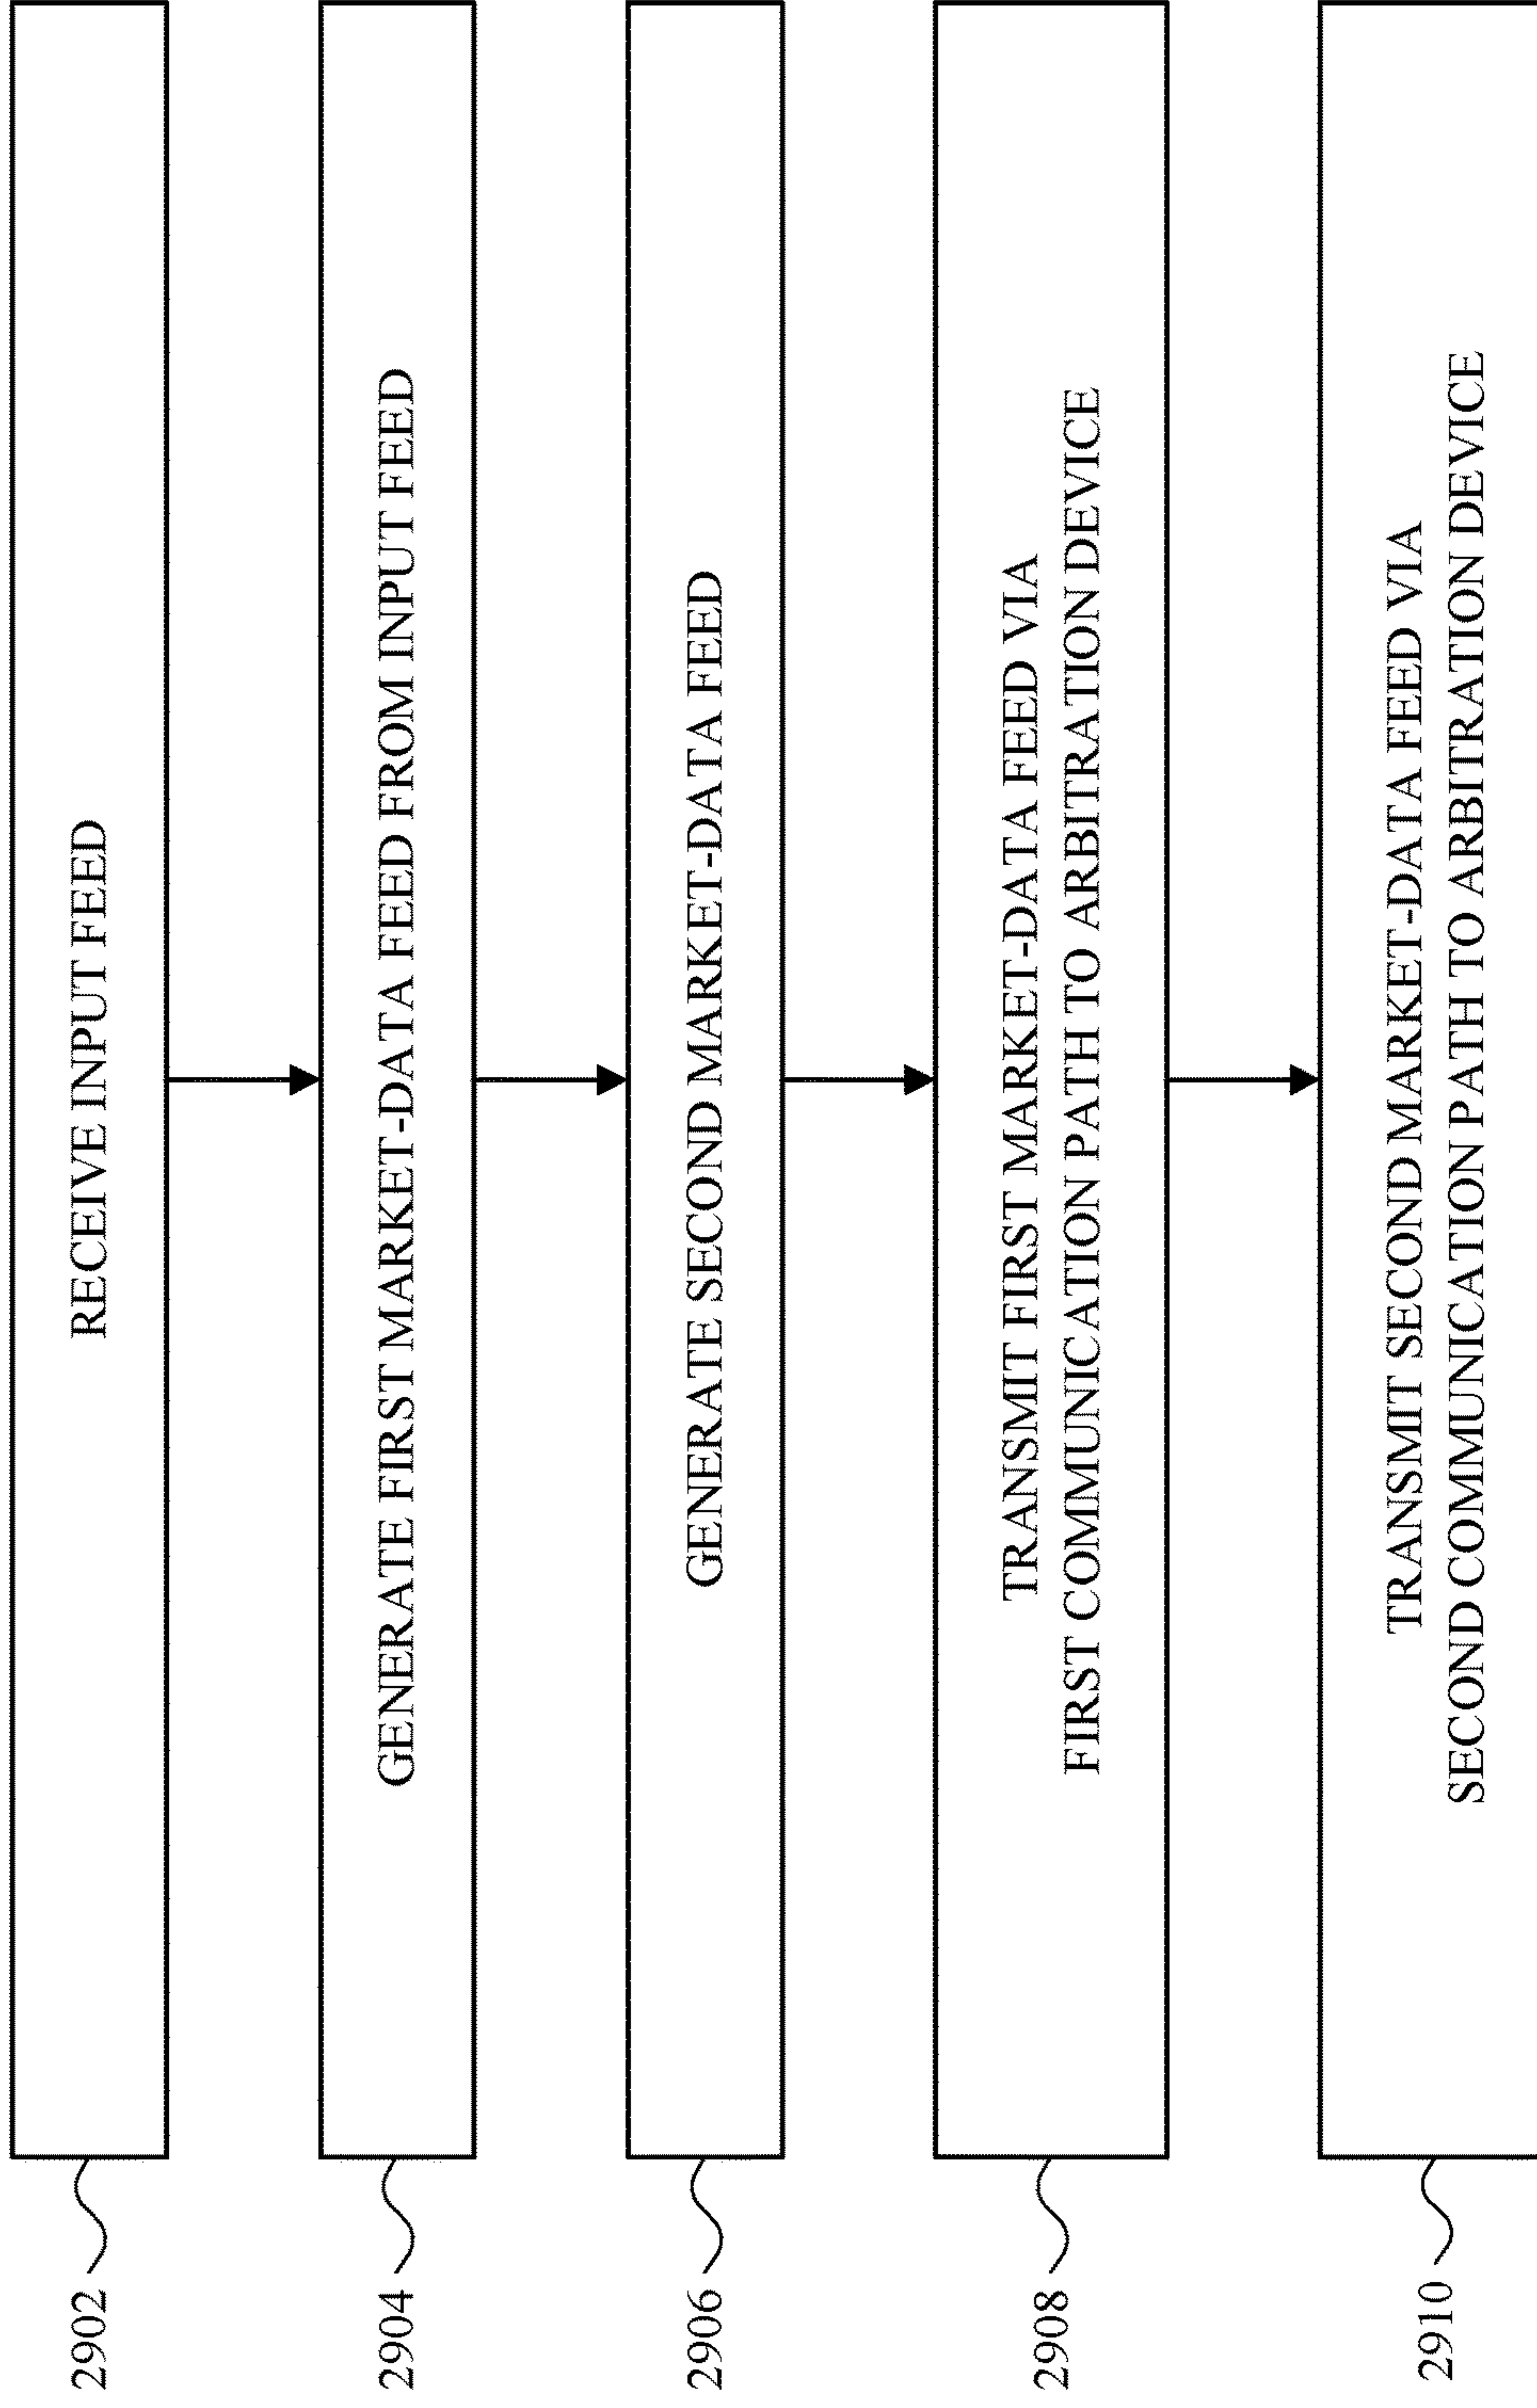 2902
RECEIVE INPUT FEED
2904
GENERATE FIRST MARKET-DATA FEED FROM INPUT FEED
2906
GENERATE SECOND MARKET-DATA FEED
2908
TRANSMIT FIRST MARKET-DATA FEED VIA
FIRST COMMUNICATION PATH TO ARBITRATION DEVICE
2910
TRANSMIT SECOND MARKET-DATA FEED VIA
SECOND COMMUNICATION PATH TO ARBITRATION DEVICE